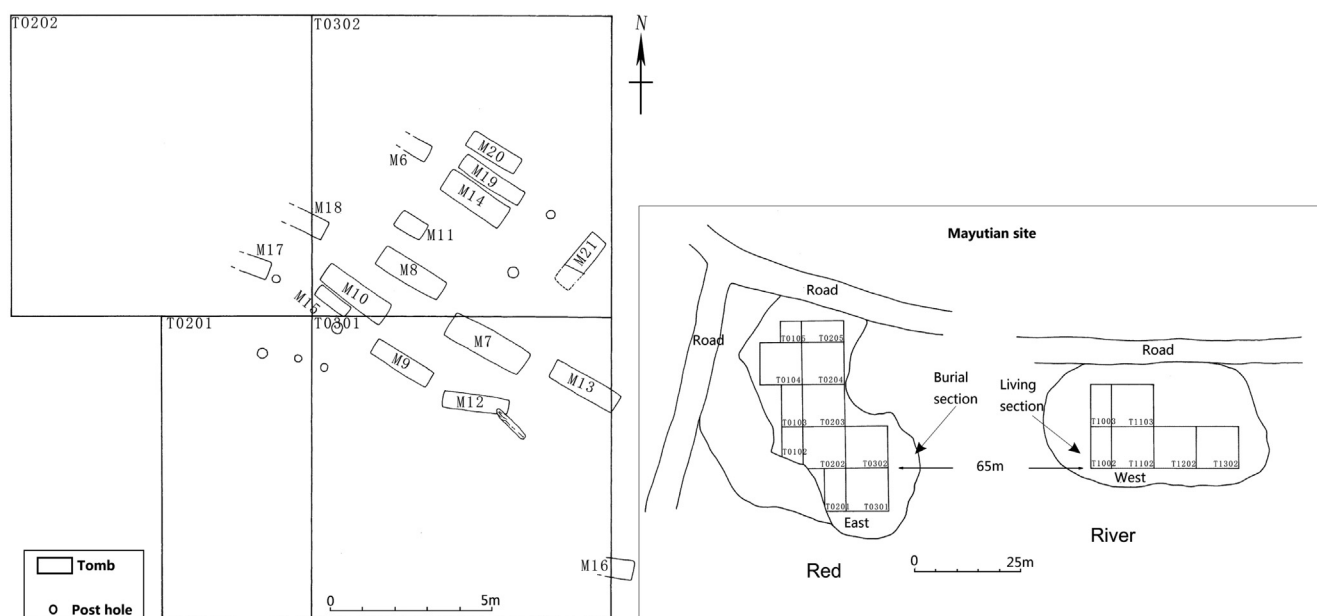 T0202
T0302
N
M6
M20
M19
M14
M18
M11
M21
M17
M8
M10
M15
T0201
T0301
M7
M9
M13
M12
M16
Tomb
Post hole
0
5m
Mayutian site
Road
Road
Road
T0105
T0205
T0104
T0204
T0103
T0203
T0102
T0202
T0302
T0201
T0301
East
Burial
section
65m
Living
section
T1003
T1103
T1002
T1102
T1202
T1302
West
River
Red
0
25m